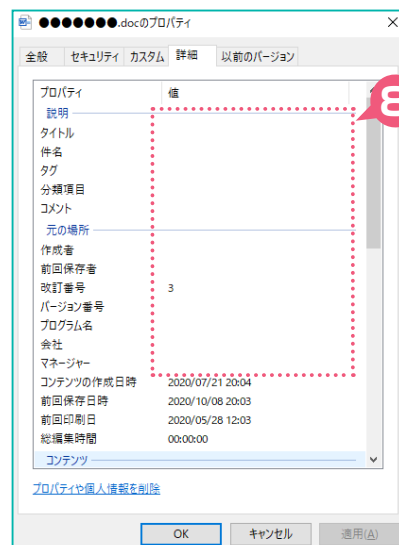 ●●●●●●●.docのプロパティ
全般 セキュリティ カスタム 詳細 以前のバージョン
プロパティ 値
説明
タイトル
件名
タグ
分類項目
コメント
元の場所
作成者
前回保存者
改訂番号 3
バージョン番号
プログラム名
会社
マネージャー
コンテンツの作成日時 2020/07/21 20:04
前回保存日時 2020/10/08 20:03
前回印刷日 2020/05/28 12:03
総編集時間 00:00:00
コンテンツ
プロパティや個人情報を削除
OK キャンセル 適用(A)